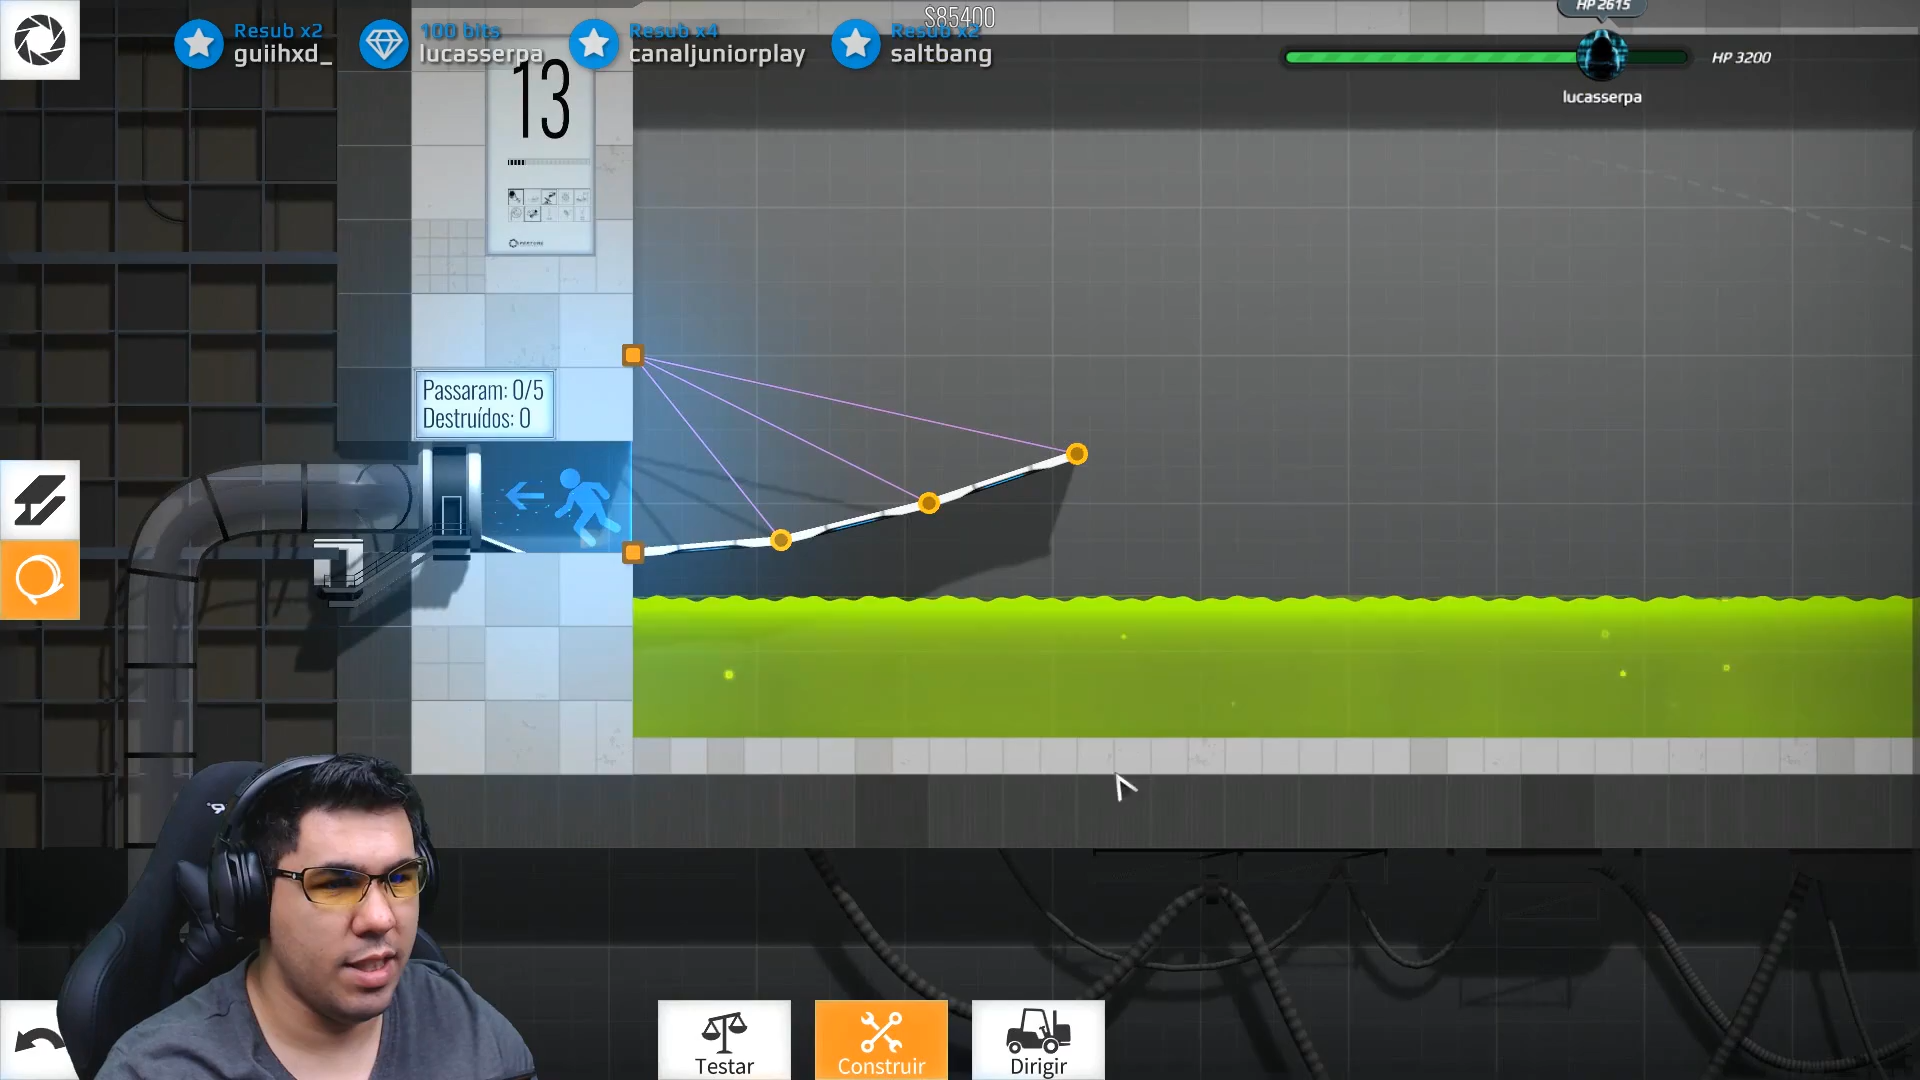 Resub x2
guiihxd_
100 bits
lucasserpa
Resub x4
canaljuniorplay
Resub x2
saltbang
S85400
HP 2615
HP 3200
lucasserpa
13
Passaram: 0/5
Destruídos: 0
Testar
Construir
Dirigir